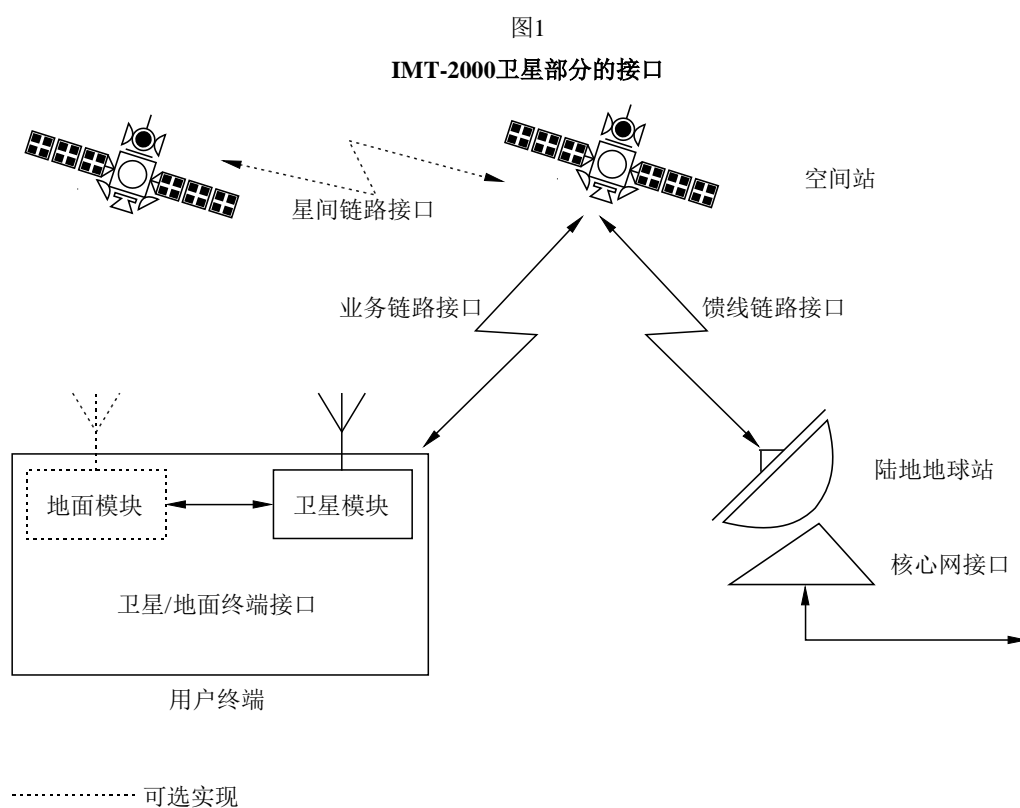 图1
IMT-2000卫星部分的接口
空间站
星间链路接口
业务链路接口
馈线链路接口
陆地地球站
地面模块
卫星模块
核心网接口
卫星/地面终端接口
用户终端
可选实现